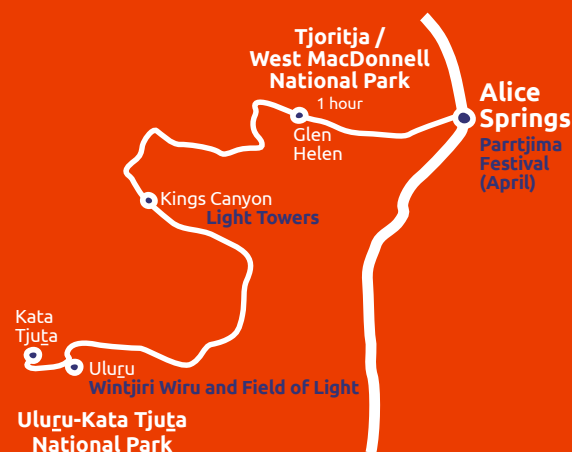 Tjoritja /
West MacDonnell
National Park
1 hour
Glen
Helen
Alice
Springs
Parrtjima
Festival
(April)
Kings Canyon
Light Towers
Kata
Tjuṯa
Uluṟu
Wintjiri Wiru and Field of Light
Uluṟu-Kata Tjuṯa
National Park